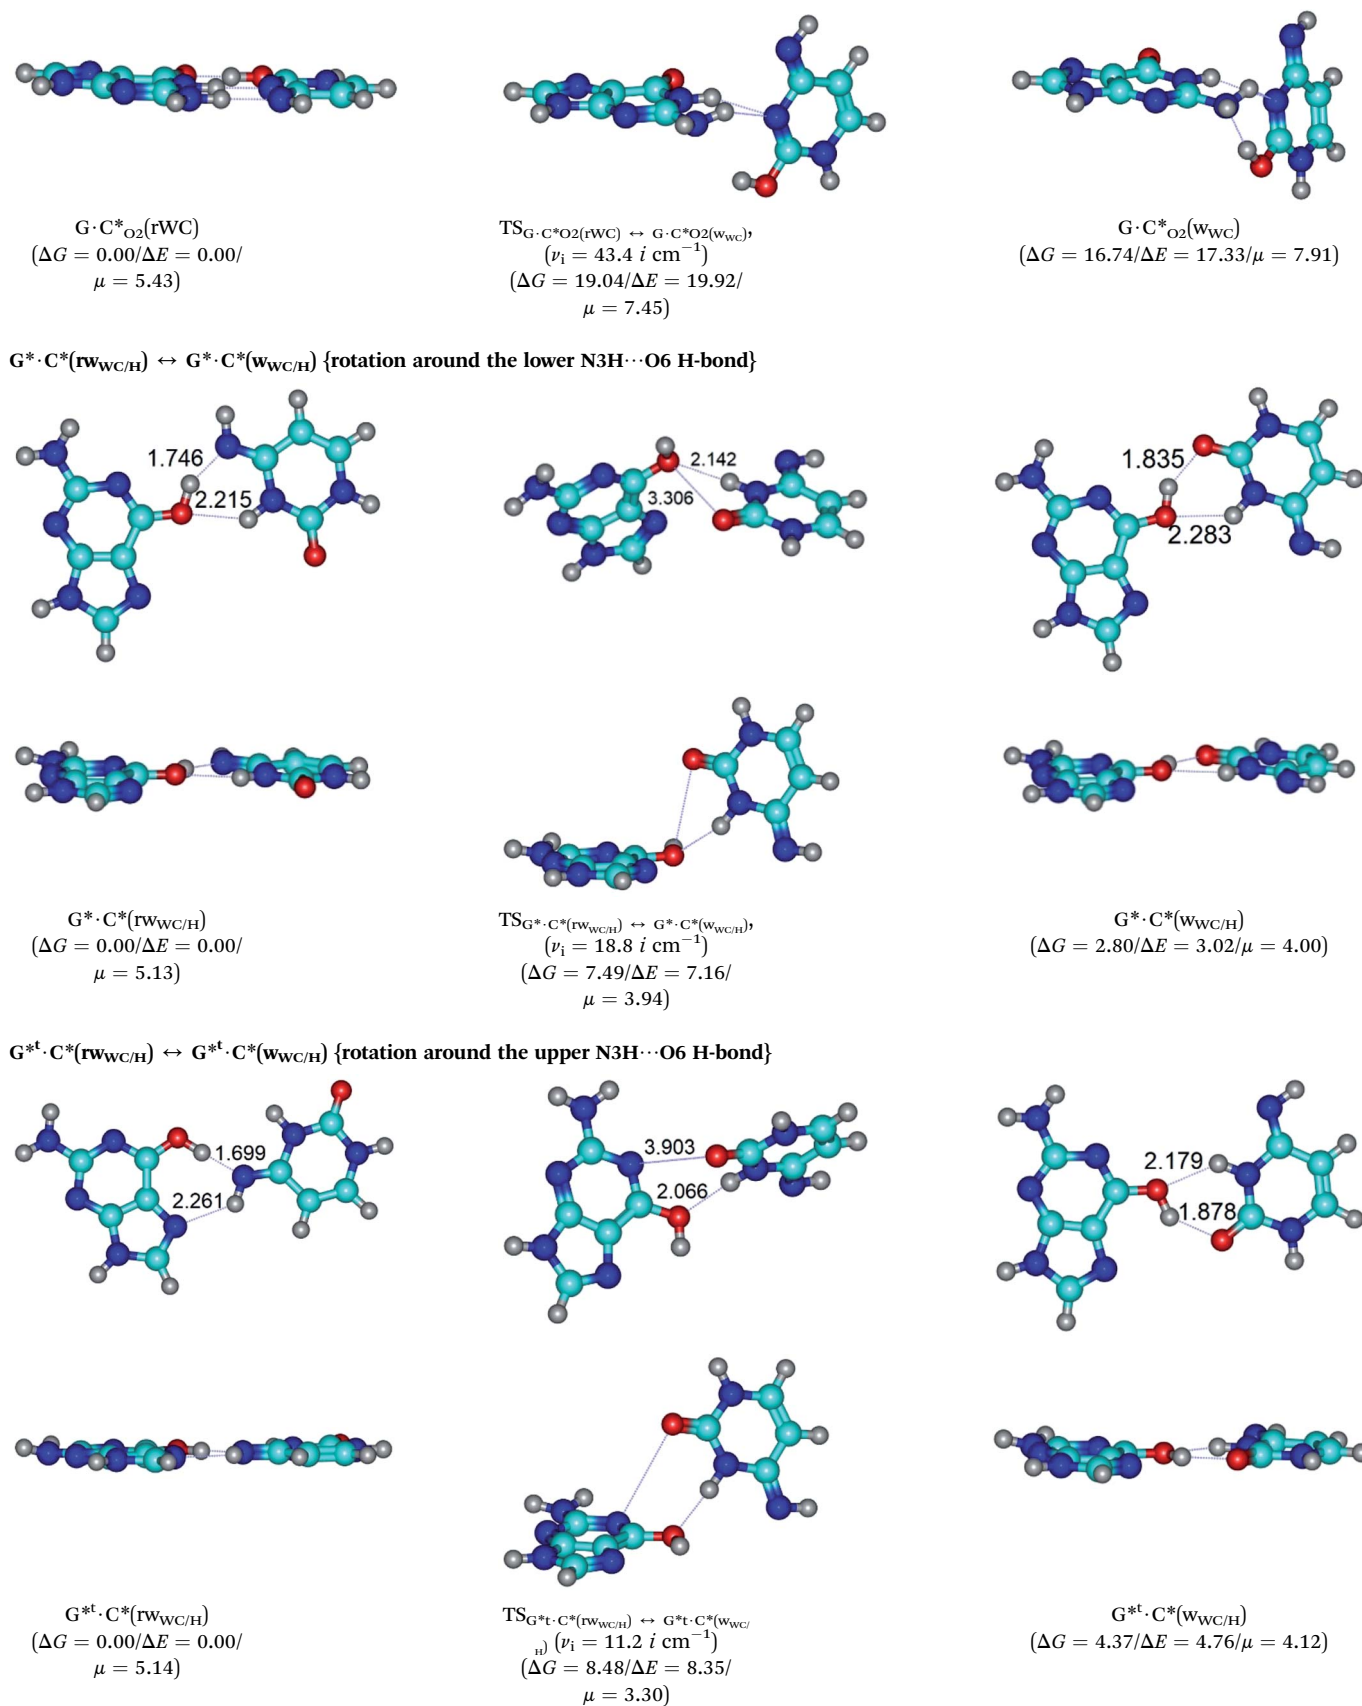 G·C*O2(rWC)
(ΔG = 0.00/ΔE = 0.00/
μ = 5.43)
TSG·C*O2(rWC) ↔ G·C*O2(wWC),
(νi = 43.4 i cm−1)
(ΔG = 19.04/ΔE = 19.92/
μ = 7.45)
G·C*O2(wWC)
(ΔG = 16.74/ΔE = 17.33/μ = 7.91)
G*·C*(rwWC/H) ↔ G*·C*(wWC/H) {rotation around the lower N3H···O6 H-bond}
1.746
2.215
2.142
3.306
1.835
2.283
G*·C*(rwWC/H)
(ΔG = 0.00/ΔE = 0.00/
μ = 5.13)
TSG*·C*(rwWC/H) ↔ G*·C*(wWC/H),
(νi = 18.8 i cm−1)
(ΔG = 7.49/ΔE = 7.16/
μ = 3.94)
G*·C*(wWC/H)
(ΔG = 2.80/ΔE = 3.02/μ = 4.00)
G*t·C*(rwWC/H) ↔ G*t·C*(wWC/H) {rotation around the upper N3H···O6 H-bond}
1.699
2.261
3.903
2.066
2.179
1.878
G*t·C*(rwWC/H)
(ΔG = 0.00/ΔE = 0.00/
μ = 5.14)
TSG*t·C*(rwWC/H) ↔ G*t·C*(wWC/
H) (νi = 11.2 i cm−1)
(ΔG = 8.48/ΔE = 8.35/
μ = 3.30)
G*t·C*(wWC/H)
(ΔG = 4.37/ΔE = 4.76/μ = 4.12)